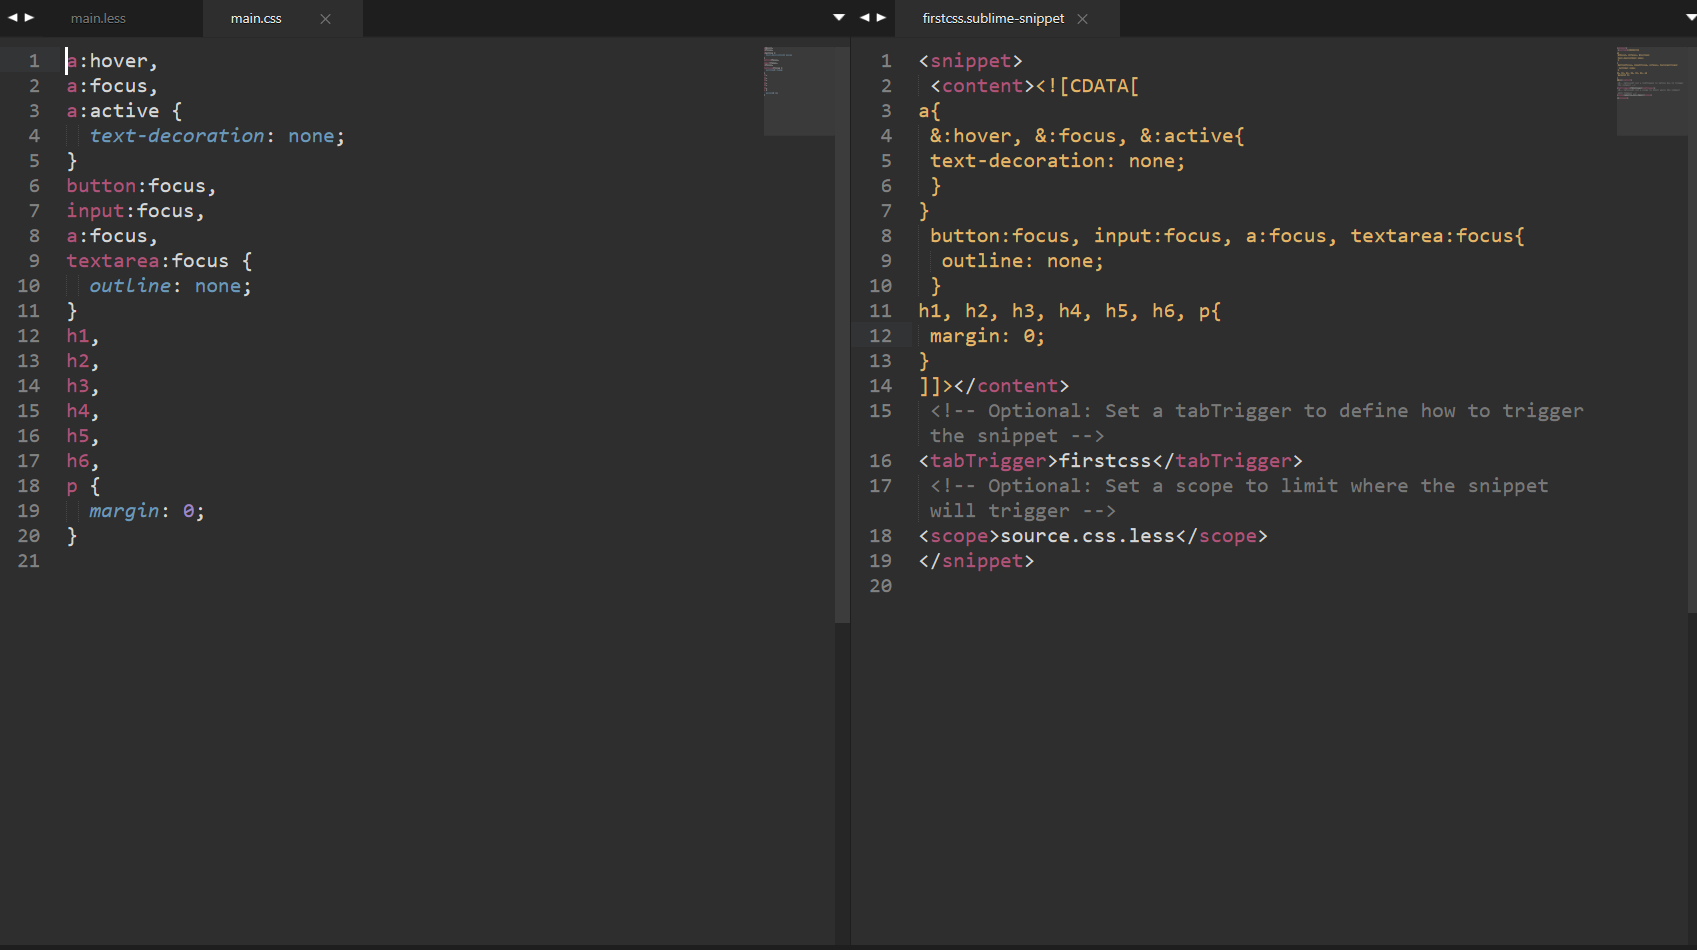 main.less
main.css
firstcss.sublime-snippet
1 a:hover,
2 a:focus,
3 a:active {
4 text-decoration: none;
5 }
6 button:focus,
7 input:focus,
8 a:focus,
9 textarea:focus {
10 outline: none;
11 }
12 h1,
13 h2,
14 h3,
15 h4,
16 h5,
17 h6,
18 p {
19 margin: 0;
20 }
21
1 <snippet>
2 <content><![CDATA[
3 a{
4 &:hover, &:focus, &:active{
5 text-decoration: none;
6 }
7 }
8 button:focus, input:focus, a:focus, textarea:focus{
9 outline: none;
10 }
11 h1, h2, h3, h4, h5, h6, p{
12 margin: 0;
13 }
14 ]]></content>
15 <!-- Optional: Set a tabTrigger to define how to trigger
the snippet -->
16 <tabTrigger>firstcss</tabTrigger>
17 <!-- Optional: Set a scope to limit where the snippet
will trigger -->
18 <scope>source.css.less</scope>
19 </snippet>
20